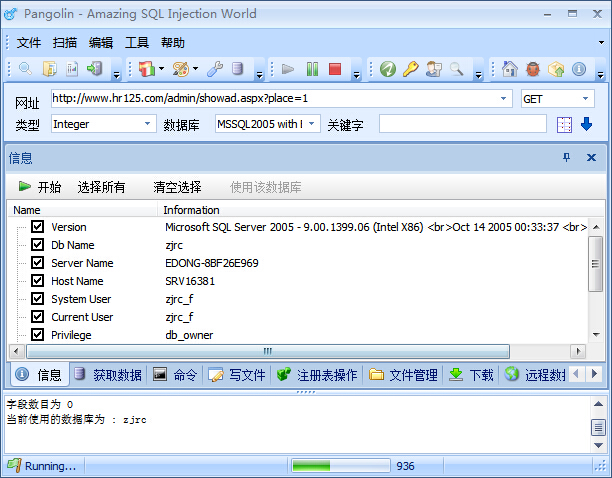 Pangolin - Amazing SQL Injection World
文件 扫描 编辑 工具 帮助
网址 http://www.hr125.com/admin/showad.aspx?place=1 GET
类型 Integer 数据库 MSSQL2005 with 关键字
信息
开始 选择所有 清空选择 使用该数据库
Name Information
Version Microsoft SQL Server 2005 - 9.00.1399.06 (Intel X86) <br>Oct 14 2005 00:33:37 <br>
Db Name zjrc
Server Name EDONG-8BF26E969
Host Name SRV16381
System User zjrc_f
Current User zjrc_f
Privilege db_owner
信息 获取数据 命令 写文件 注册表操作 文件管理 下载 远程数据
字段数目为 0
当前使用的数据库为 : zjrc
Running... 936